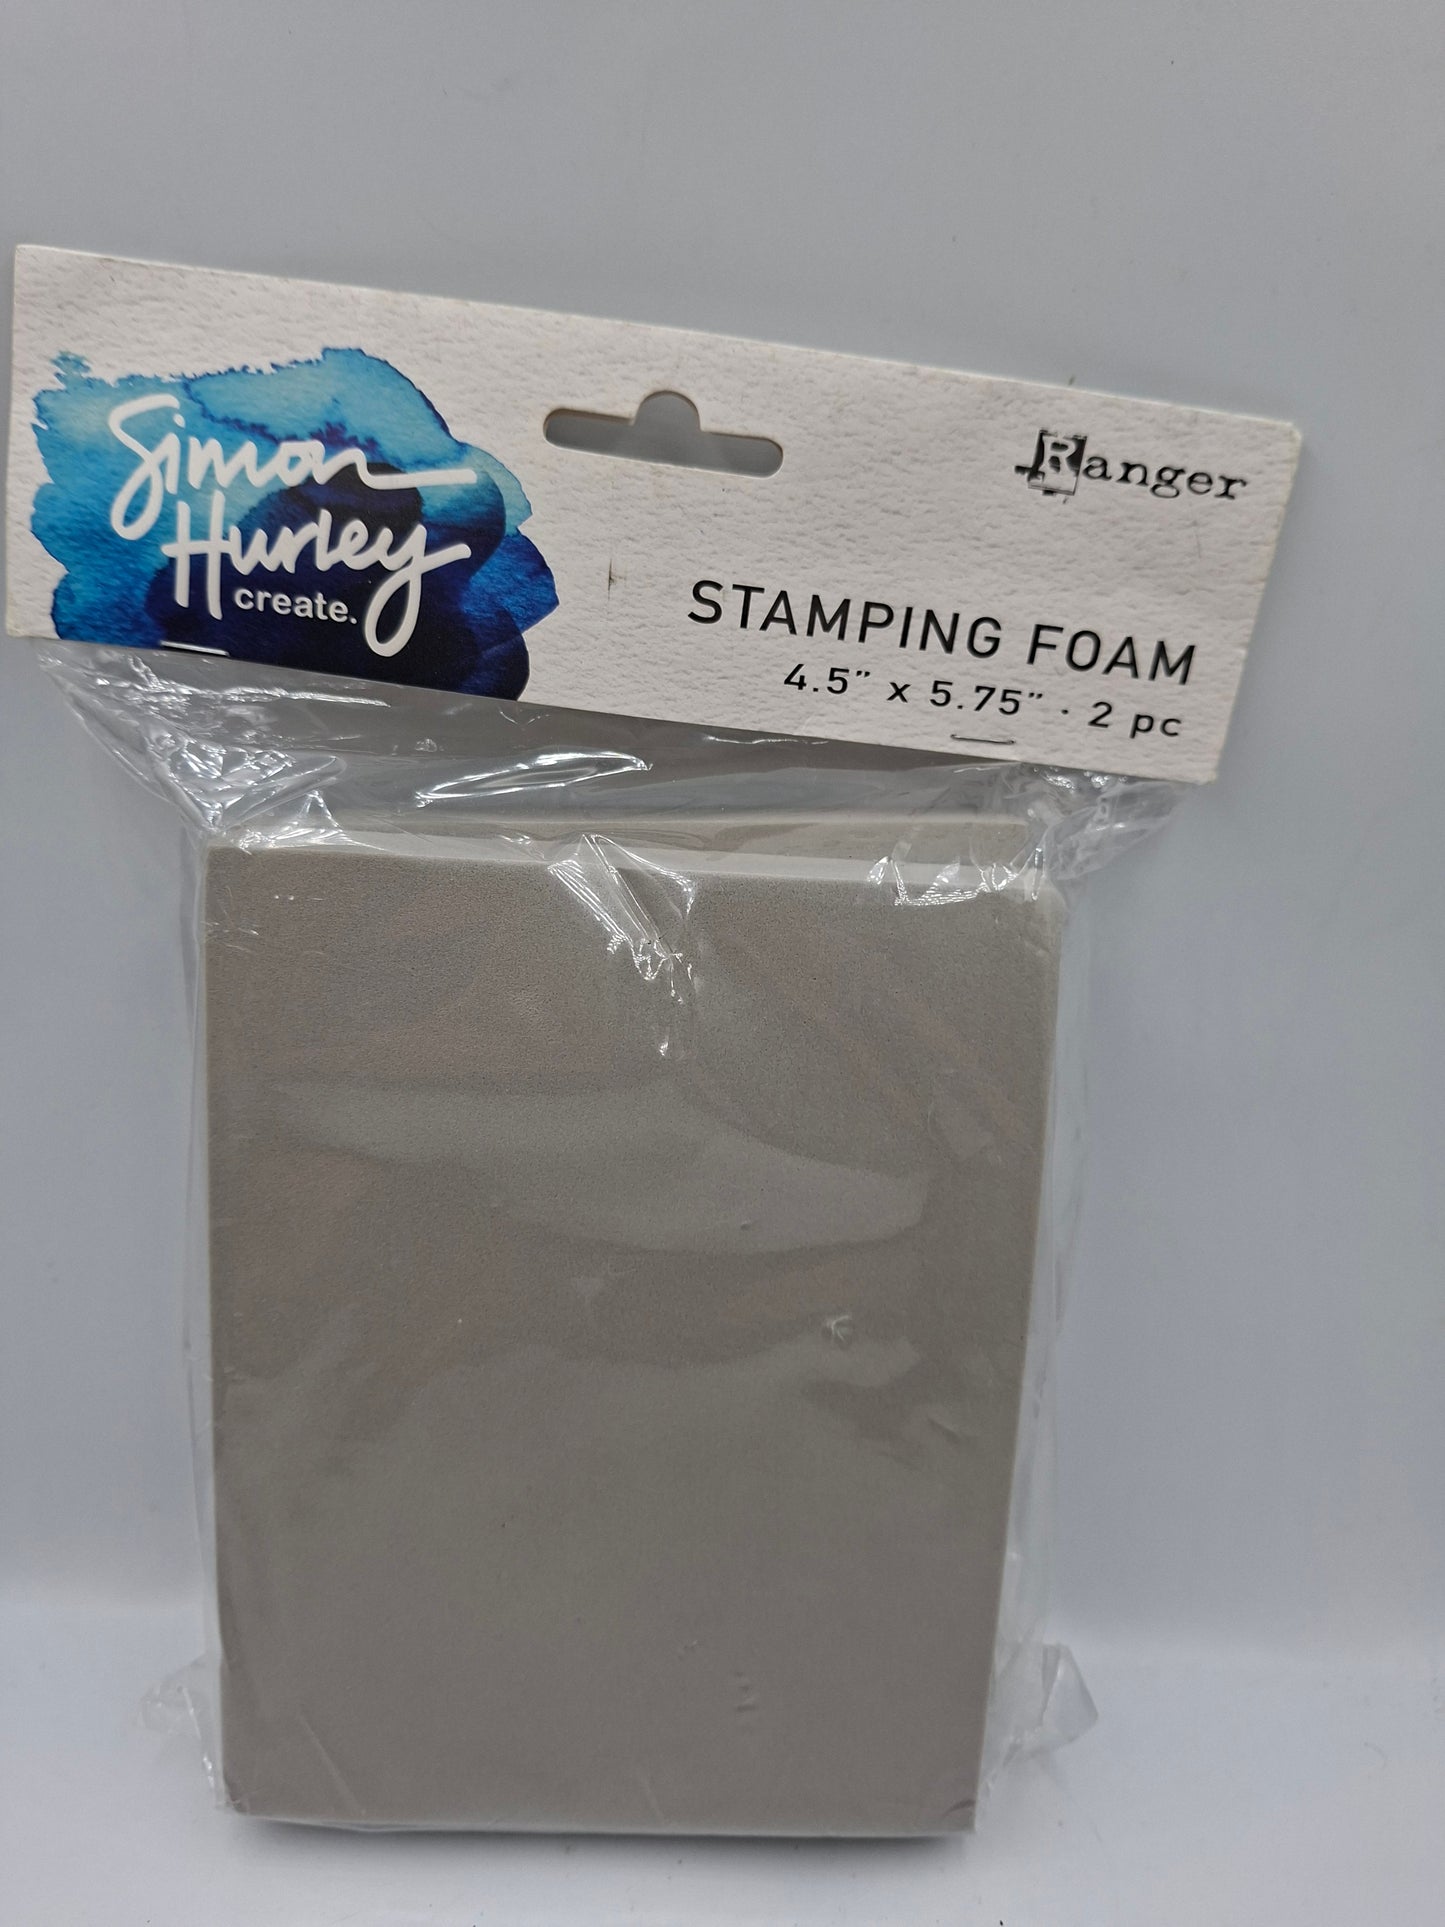 Simon
Hurley
create.
Ranger
STAMPING FOAM
4.5" x 5.75" · 2 pc